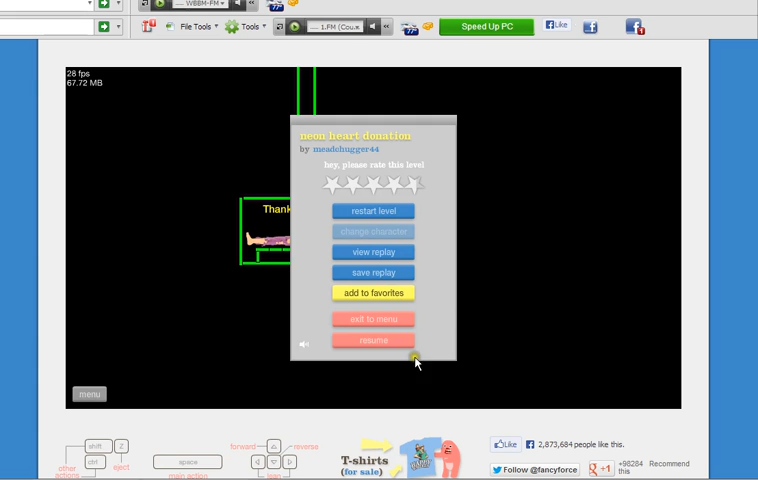 WBBM-FM
File Tools
Tools
1.FM (Cou
Speed Up PC
Like
1
28 fps
67.72 MB
neon heart donation
by meadchugger44
hey, please rate this level
Thank
restart level
change character
view replay
save replay
add to favorites
exit to menu
resume
menu
shift Z
ctrl eject
other
actions
space
main action
forward reverse
lean
T-shirts
(for sale)
Like 2,873,684 people like this.
Follow @fancyforce
+1 +98284 Recommend
this